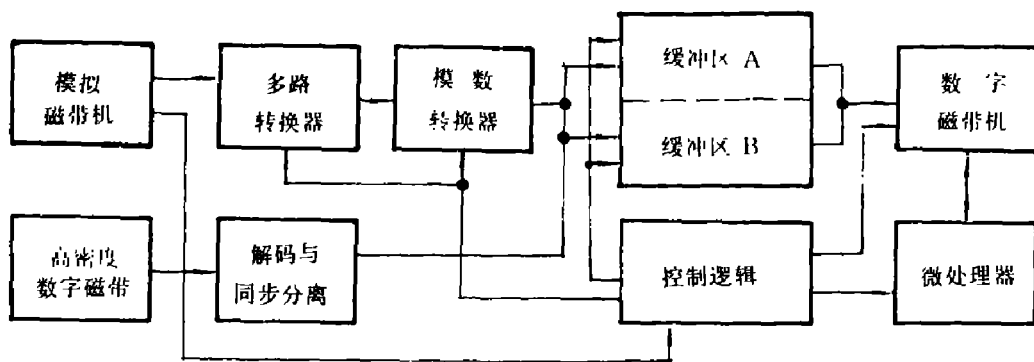 模拟
磁带机
多路
转换器
模数
转换器
缓冲区 A
缓冲区 B
数字
磁带机
高密度
数字磁带
解码与
同步分离
控制逻辑
微处理器